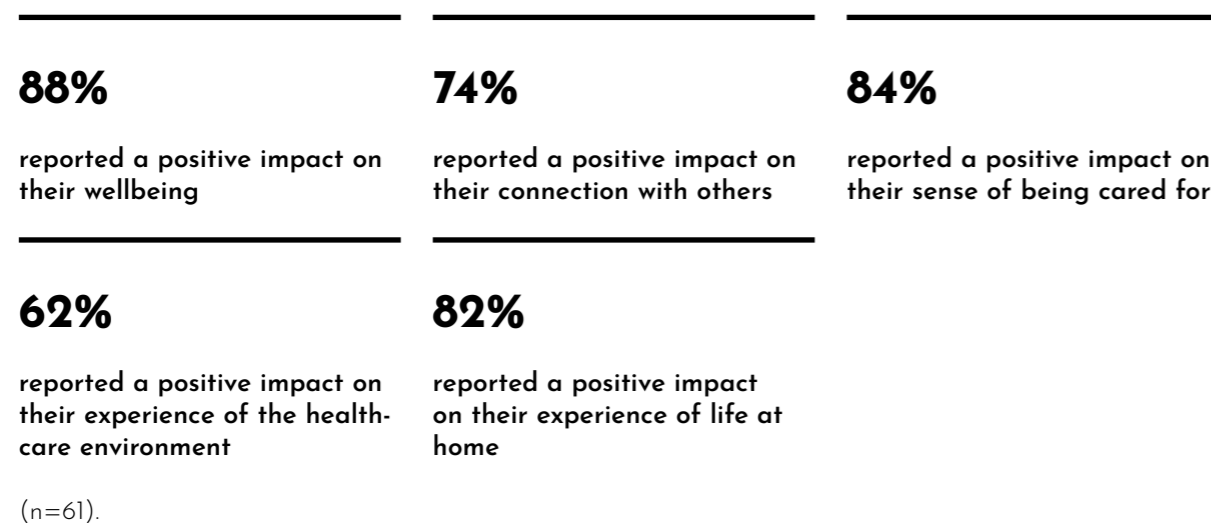 88%
reported a positive impact on
their wellbeing
74%
reported a positive impact on
their connection with others
84%
reported a positive impact on
their sense of being cared for
62%
reported a positive impact on
their experience of the health-
care environment
82%
reported a positive impact
on their experience of life at
home
(n=61).